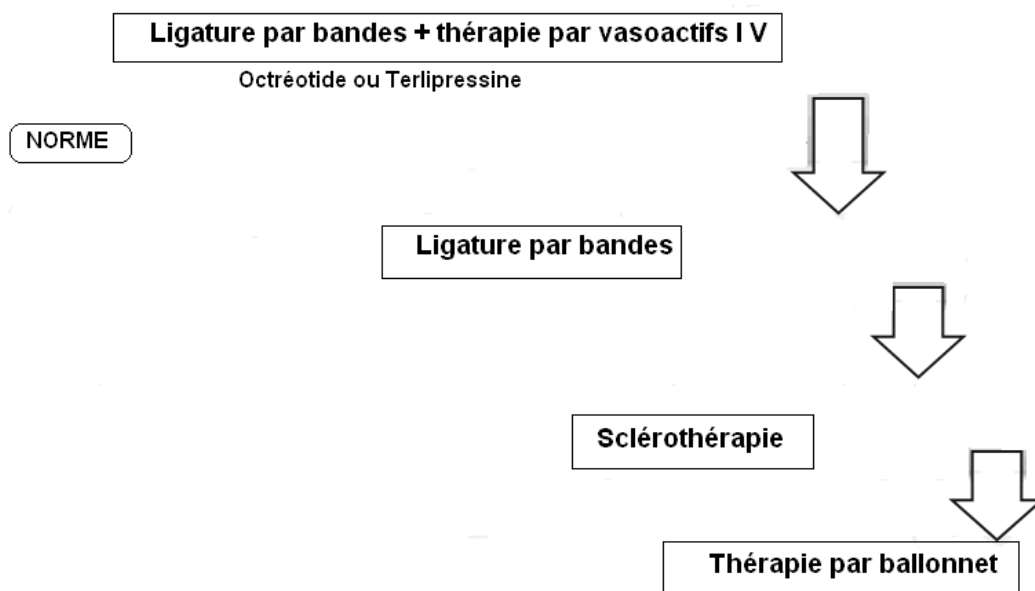 Ligature par bandes + thérapie par vasoactifs I V
Octréotide ou Terlipressine
NORME
Ligature par bandes
Sclérothérapie
Thérapie par ballonnet